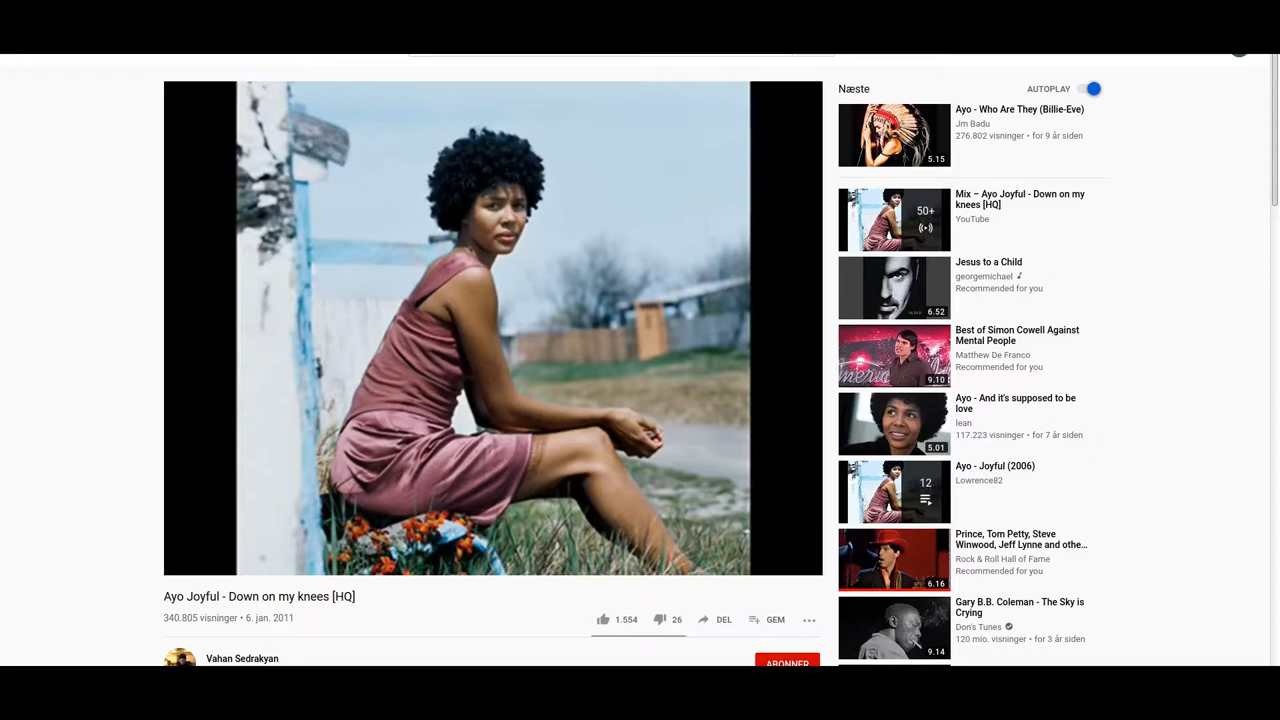 Næste
AUTOPLAY
Ayo - Who Are They (Billie-Eve)
Jm Badu
276.802 visninger • for 9 år siden
5.15
Mix – Ayo Joyful - Down on my
knees [HQ]
YouTube
50+
Jesus to a Child
georgemichael
Recommended for you
6.52
Best of Simon Cowell Against
Mental People
Matthew De Franco
Recommended for you
9.10
Ayo - And it's supposed to be
love
lean
117.223 visninger • for 7 år siden
5.01
Ayo - Joyful (2006)
Lowrence82
12
Prince, Tom Petty, Steve
Winwood, Jeff Lynne and othe...
Rock & Roll Hall of Fame
Recommended for you
6.16
Gary B.B. Coleman - The Sky is
Crying
Don's Tunes
120 mio. visninger • for 3 år siden
9.14
Ayo Joyful - Down on my knees [HQ]
340.805 visninger • 6. jan. 2011
1.554
26
DEL
GEM
Vahan Sedrakyan
ABONNER